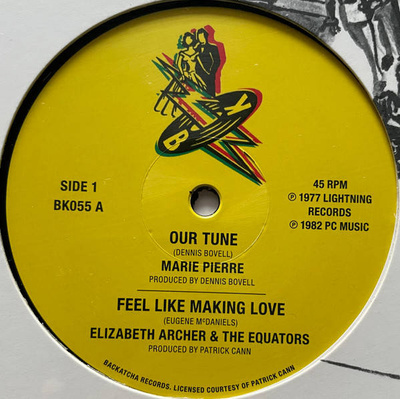 K
B
SIDE 1
BK055 A
45 RPM
℗ 1977 LIGHTNING
RECORDS
℗ 1982 PC MUSIC
OUR TUNE
(DENNIS BOVELL)
MARIE PIERRE
PRODUCED BY DENNIS BOVELL
FEEL LIKE MAKING LOVE
(EUGENE McDANIELS)
ELIZABETH ARCHER & THE EQUATORS
PRODUCED BY PATRICK CANN
BACKATCHA RECORDS. LICENSED COURTESY OF PATRICK CANN